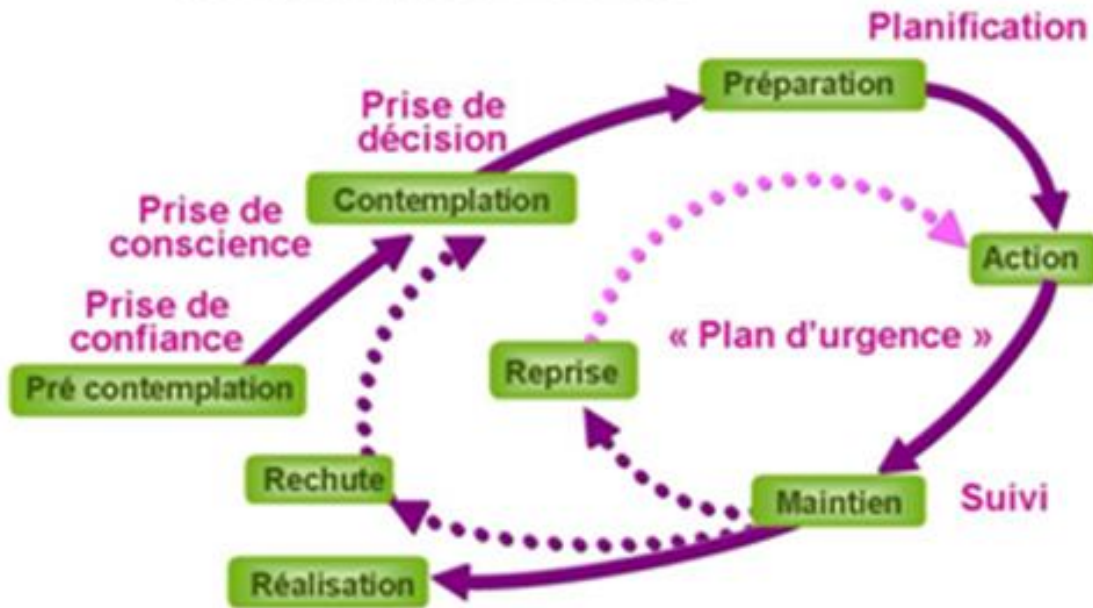 Planification
Préparation
Prise de
décision
Contemplation
Prise de
conscience
Action
Prise de
confiance
« Plan d'urgence »
Reprise
Pré contemplation
Rechute
Maintien
Suivi
Réalisation